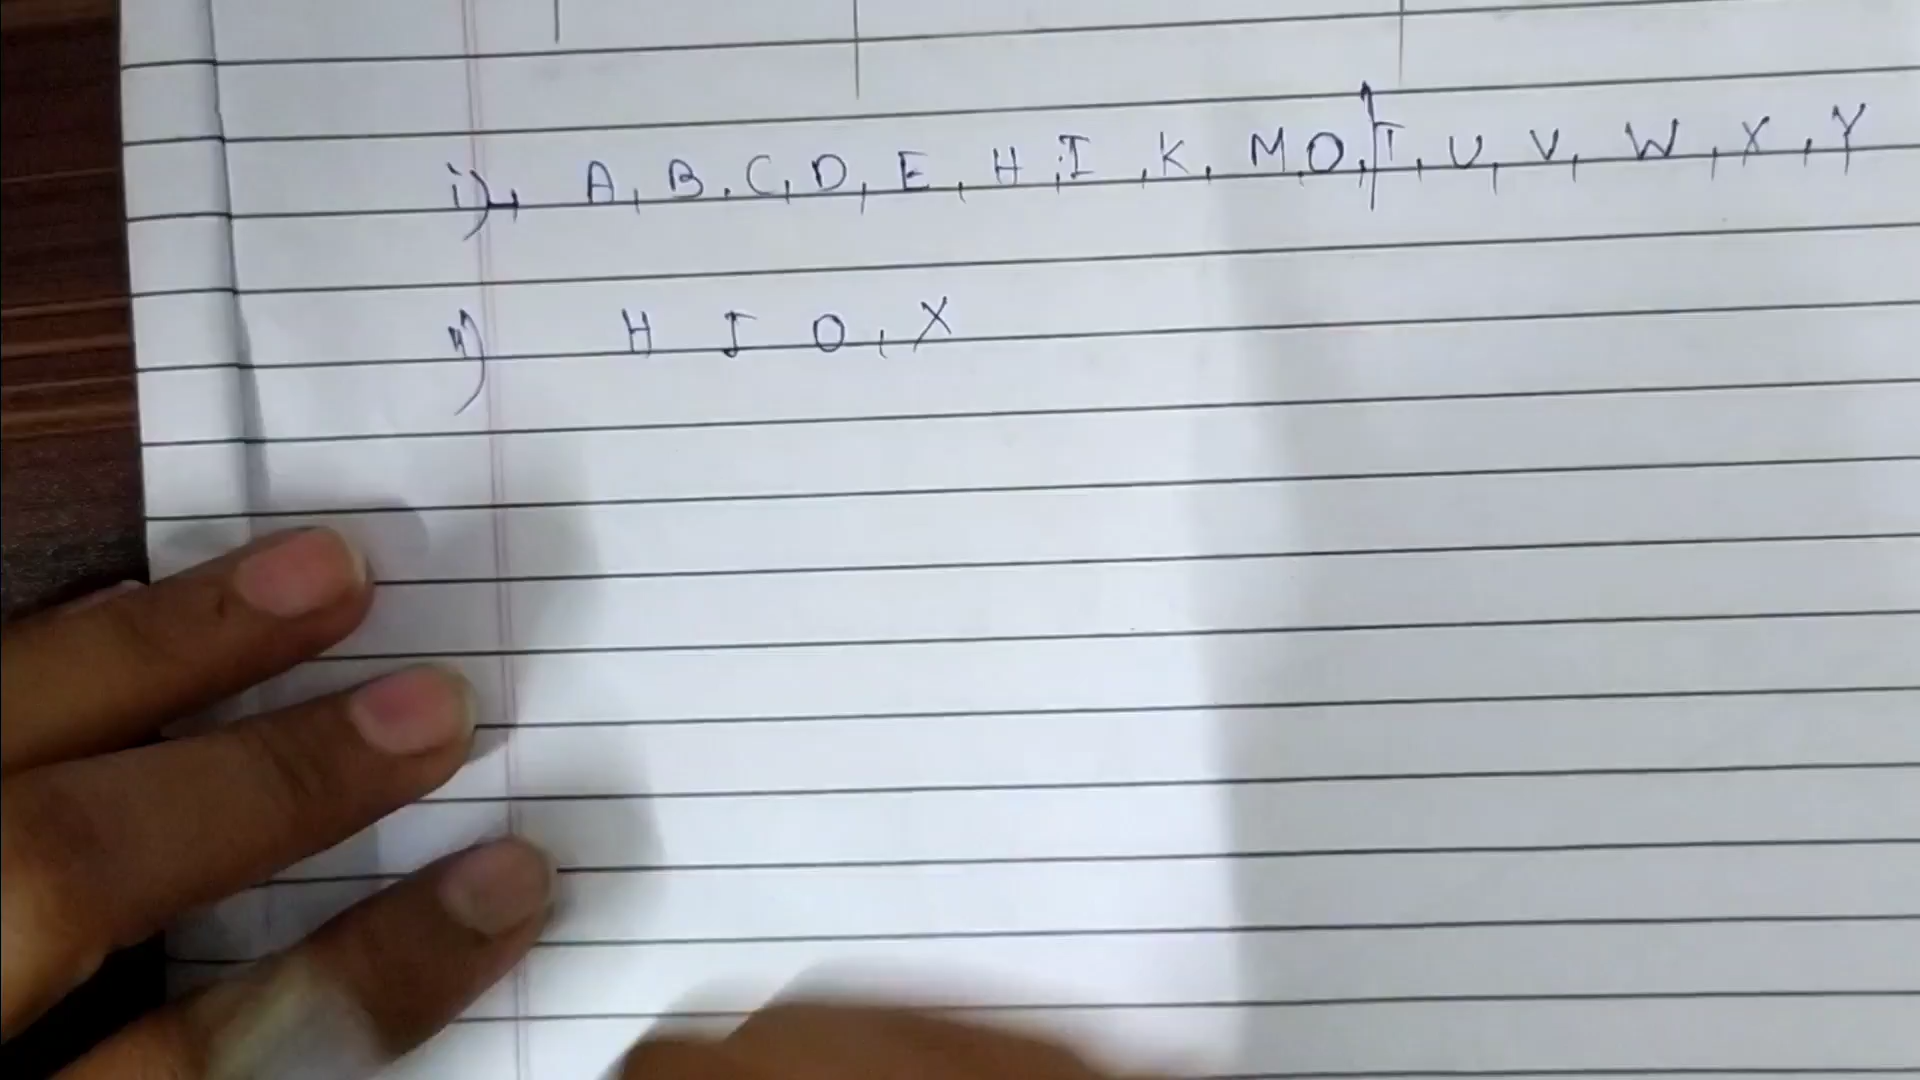 i), A, B, C, D, E, H, I, K, M, O, T, U, V, W, X, Y
ii) H I O, X